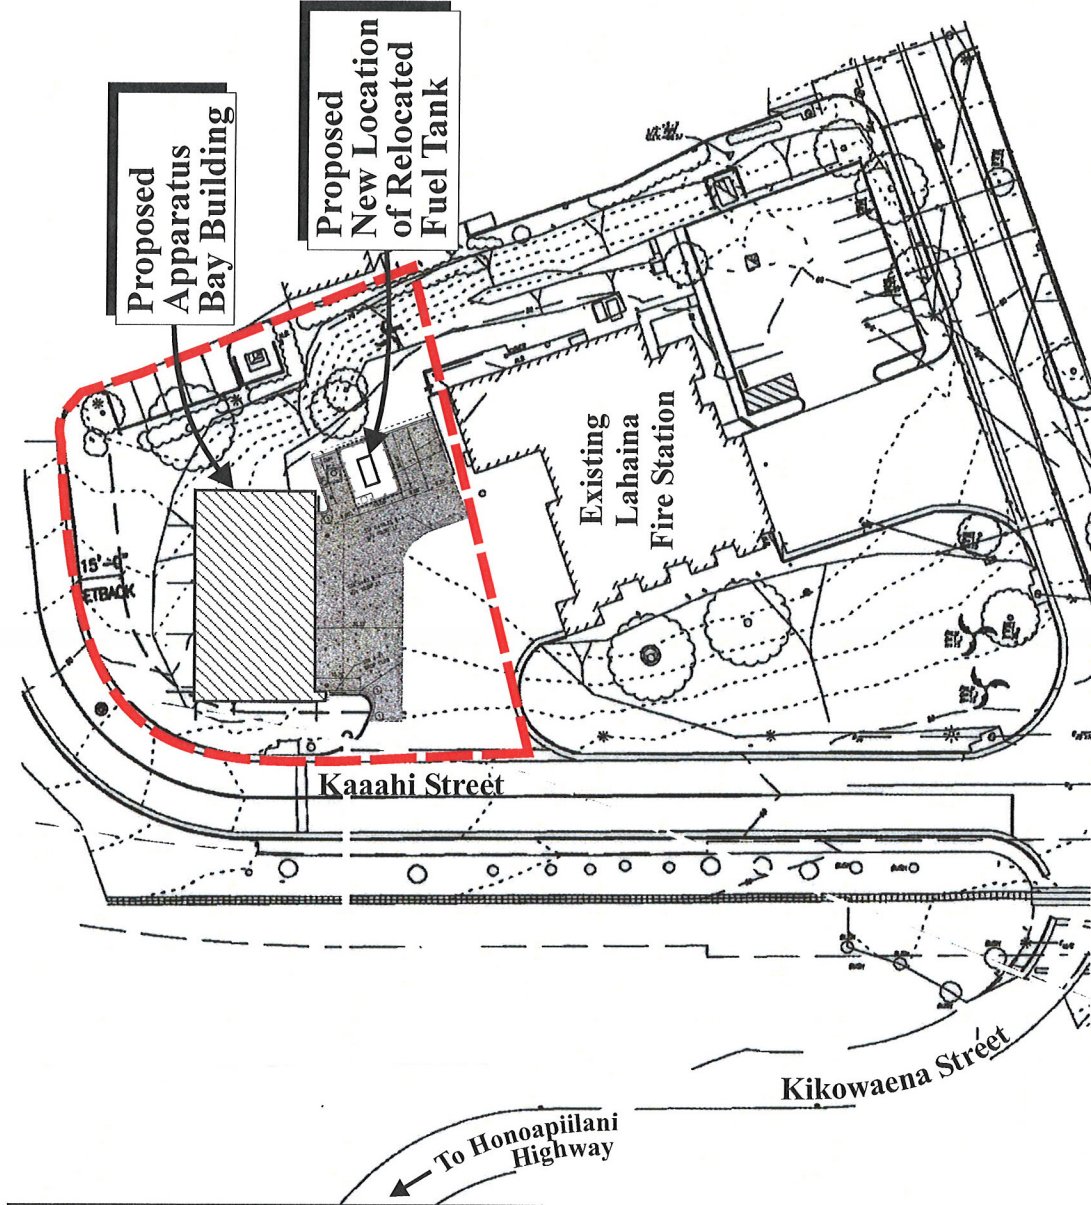 Proposed
Apparatus
Bay Building
Proposed
New Location
of Relocated
Fuel Tank
15'-0"
ETBACK
Existing
Lahaina
Fire Station
Kaaahi Street
Kikowaena Street
To Honoapiilani
Highway